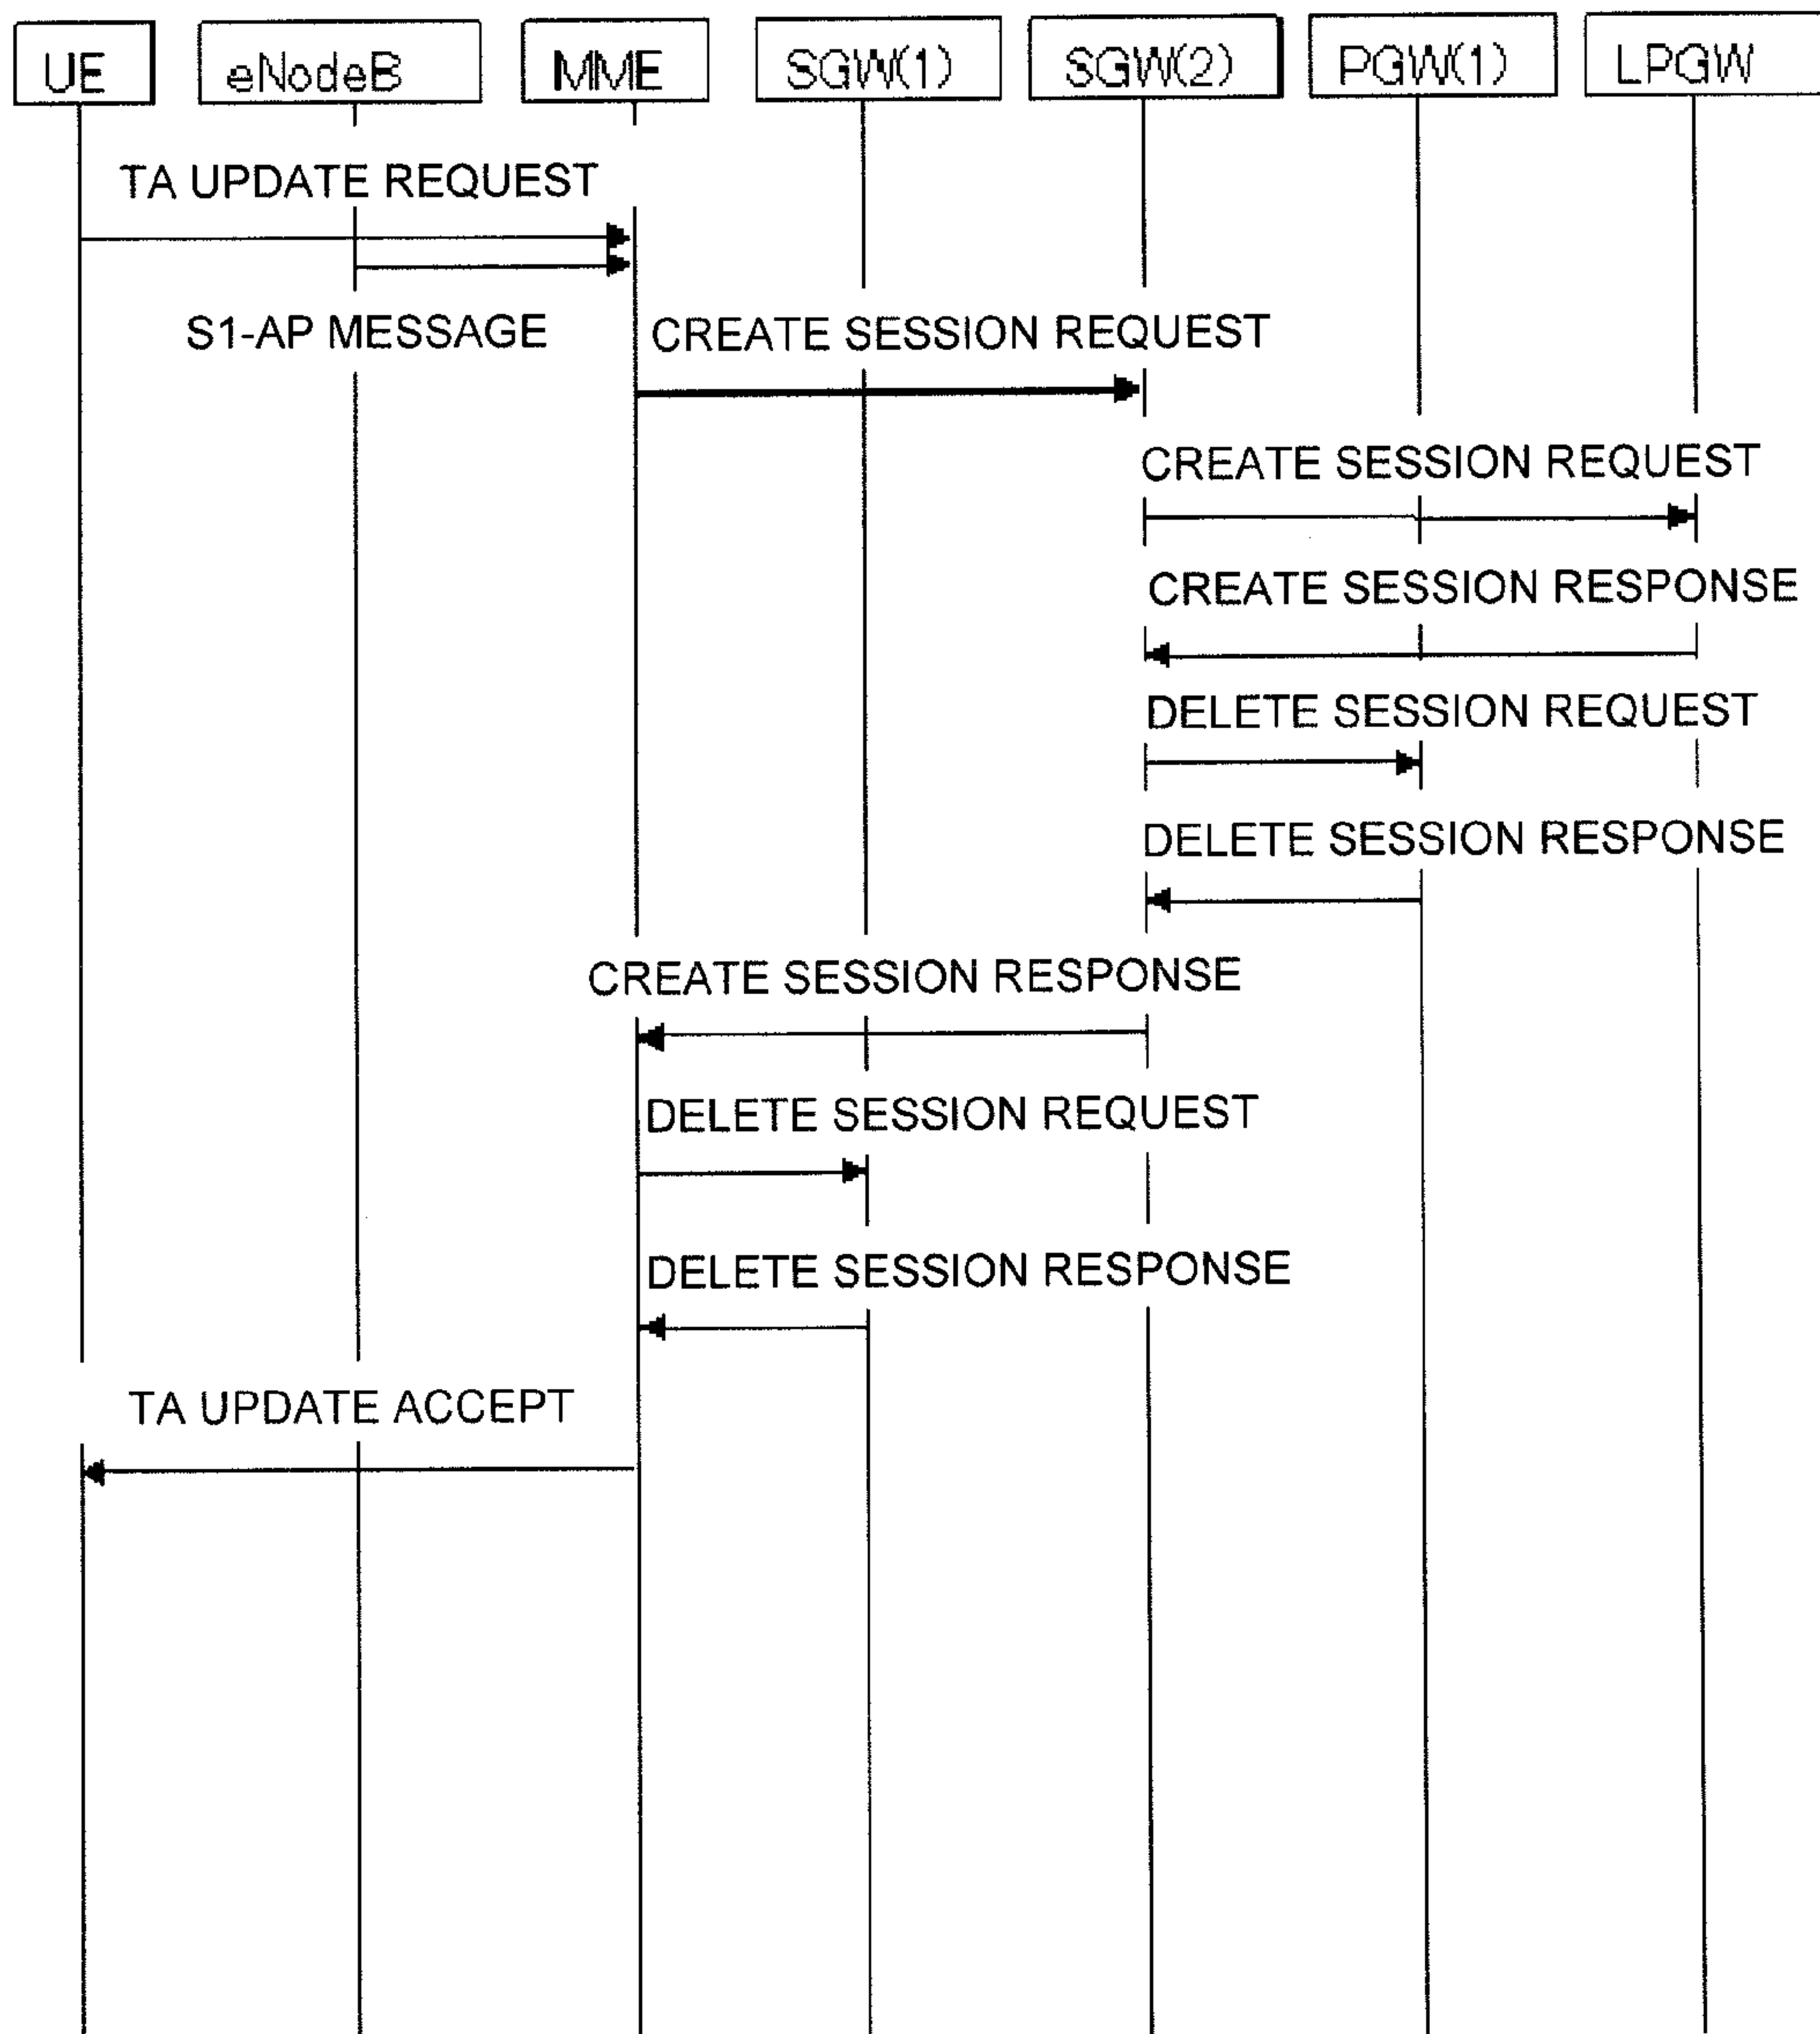 UE
eNodeB
MME
SGW(1)
SGW(2)
PGW(1)
LPGW
TA UPDATE REQUEST
S1-AP MESSAGE
CREATE SESSION REQUEST
CREATE SESSION REQUEST
CREATE SESSION RESPONSE
DELETE SESSION REQUEST
DELETE SESSION RESPONSE
CREATE SESSION RESPONSE
DELETE SESSION REQUEST
DELETE SESSION RESPONSE
TA UPDATE ACCEPT